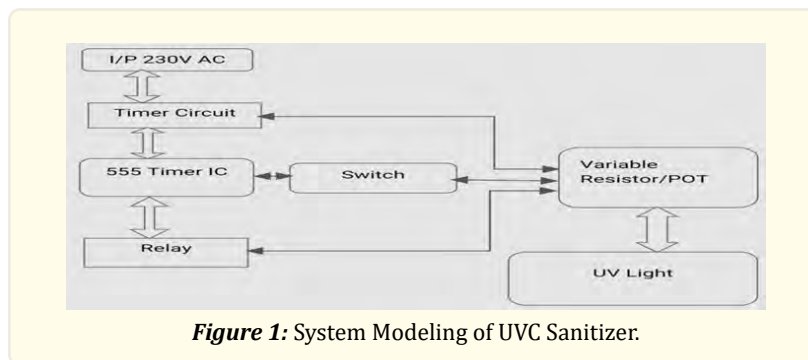 I/P 230V AC
Timer Circuit
555 Timer IC
Switch
Variable
Resistor/POT
Relay
UV Light
Figure 1: System Modeling of UVC Sanitizer.